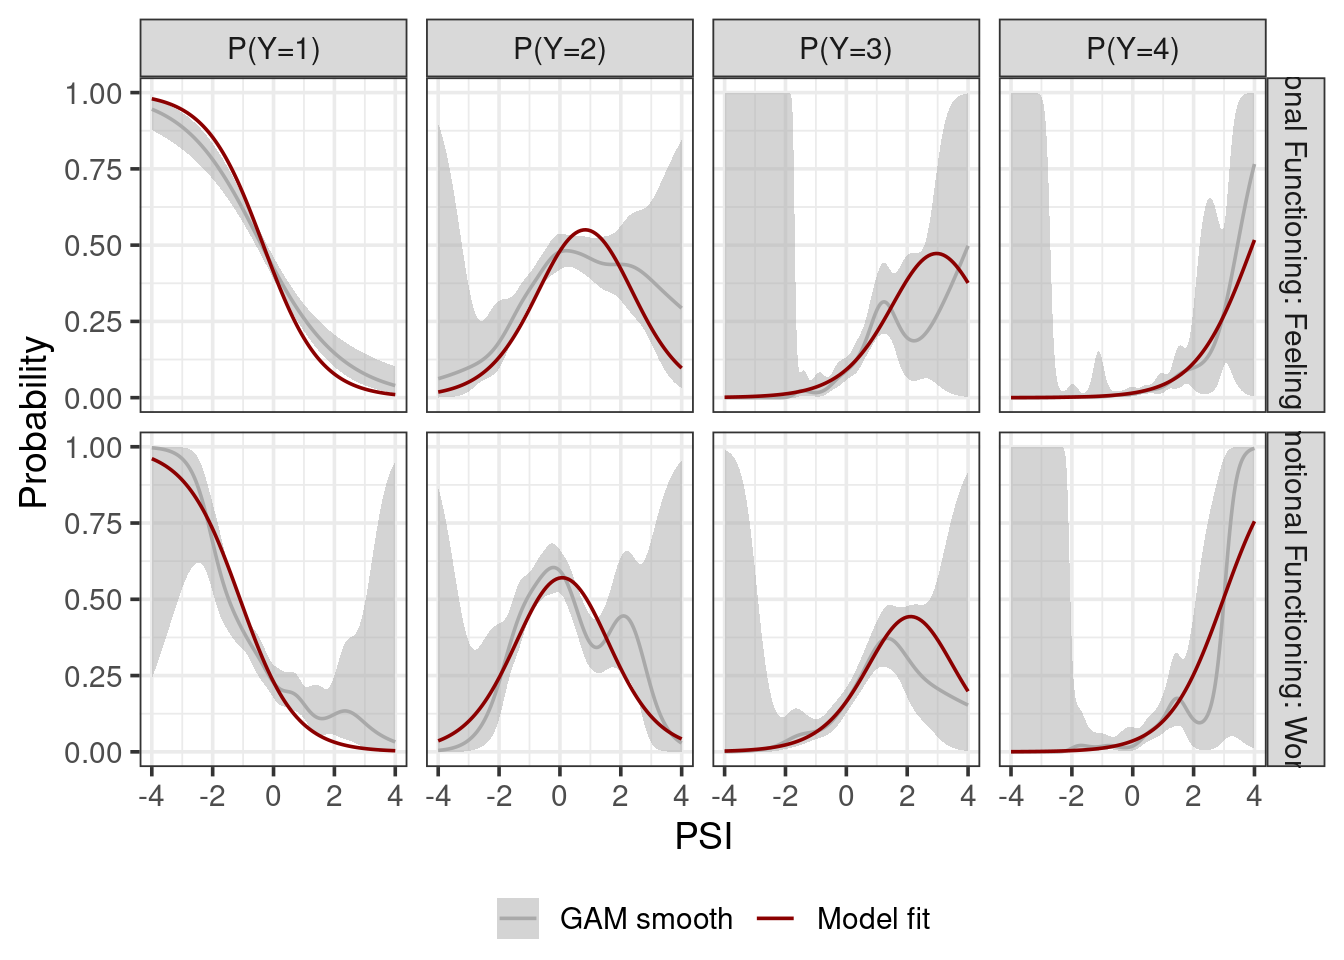 P(Y=1) P(Y=2) P(Y=3) P(Y=4)
1.00
0.75
0.50
0.25
0.00
onal Functioning: Feeling
1.00
0.75
0.50
0.25
0.00
notional Functioning: Wor
Probability
-4 -2 0 2 4 -4 -2 0 2 4 -4 -2 0 2 4 -4 -2 0 2 4
PSI
GAM smooth Model fit